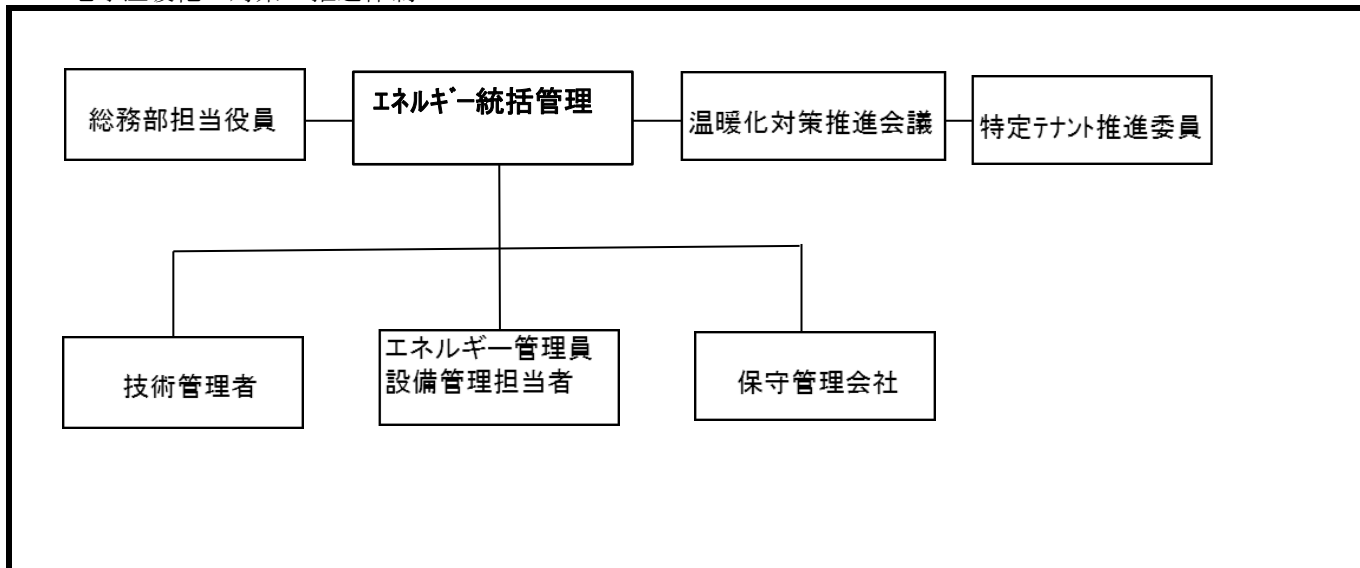 総務部担当役員
エネルギー統括管理
温暖化対策推進会議
特定テナント推進委員
技術管理者
エネルギー管理員
設備管理担当者
保守管理会社